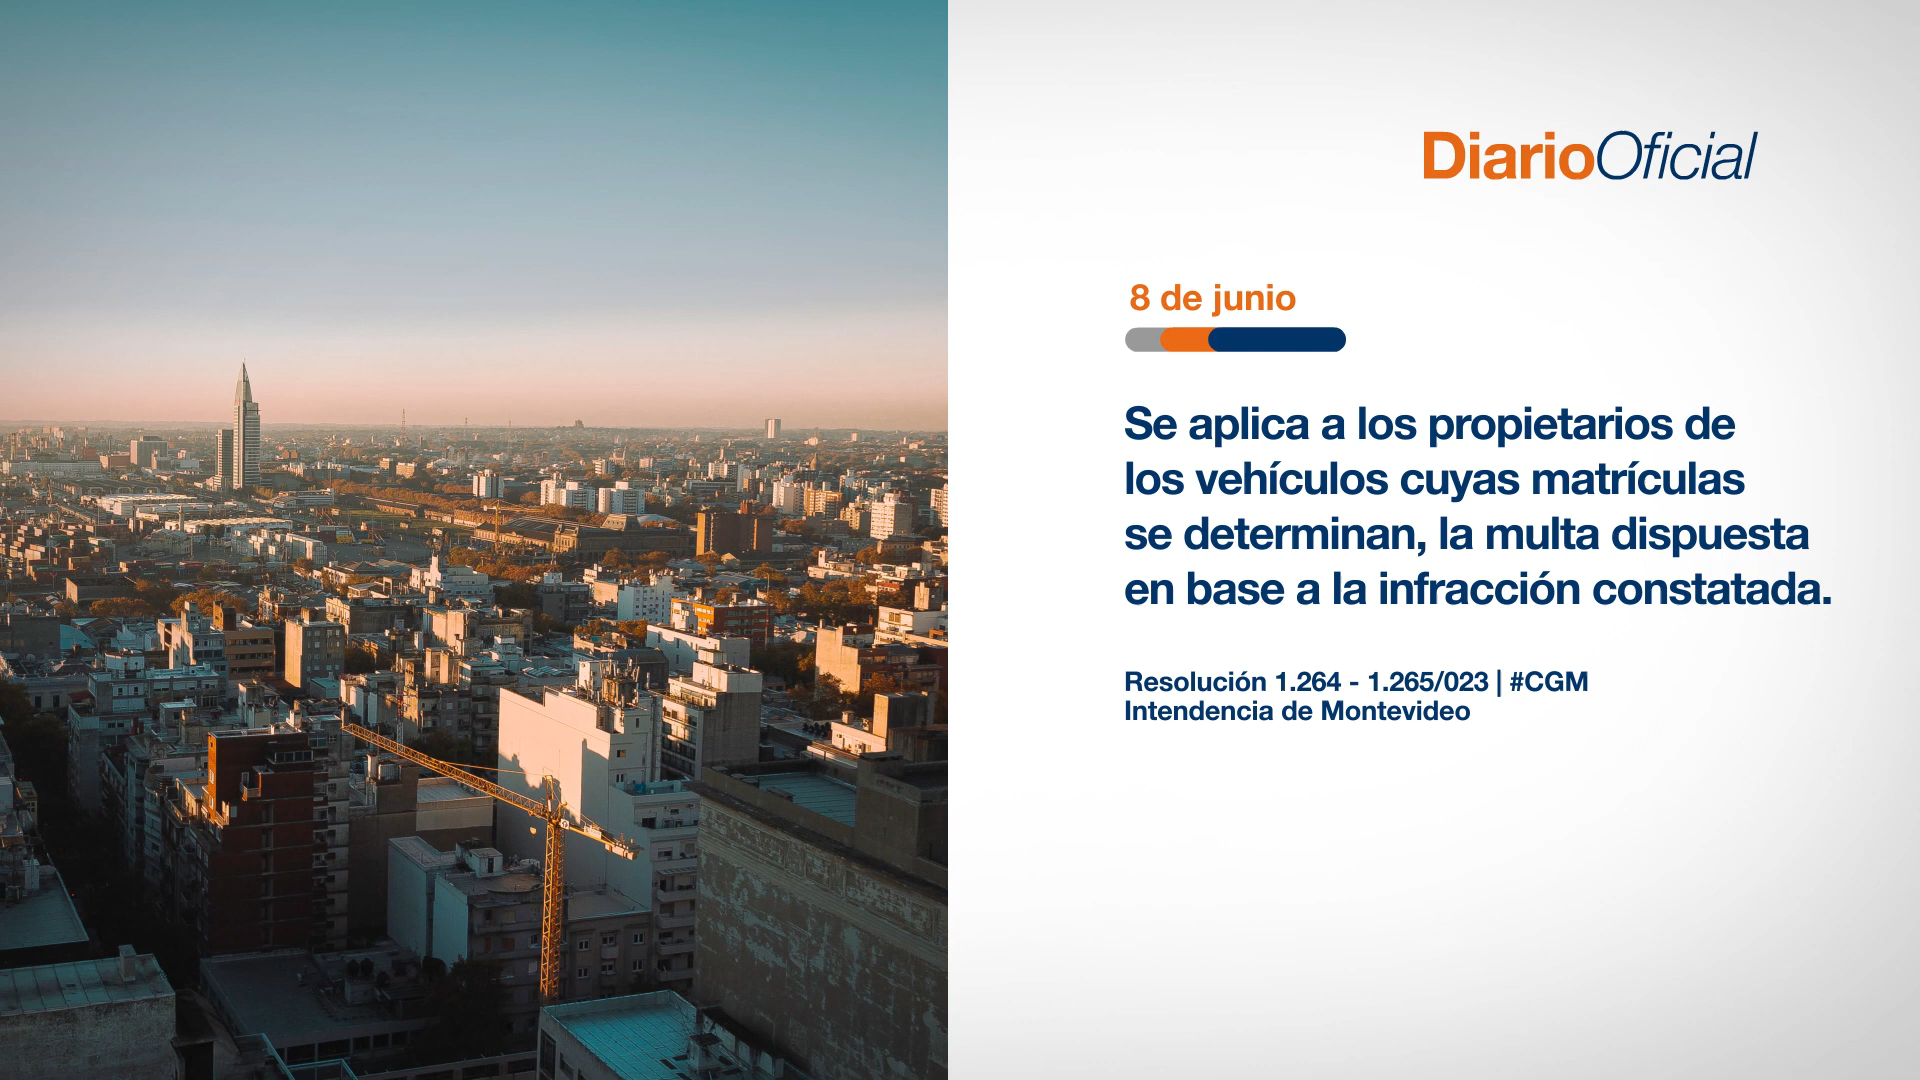 DiarioOficial
8 de junio
Se aplica a los propietarios de
los vehículos cuyas matrículas
se determinan, la multa dispuesta
en base a la infracción constatada.
Resolución 1.264 - 1.265/023 | #CGM
Intendencia de Montevideo